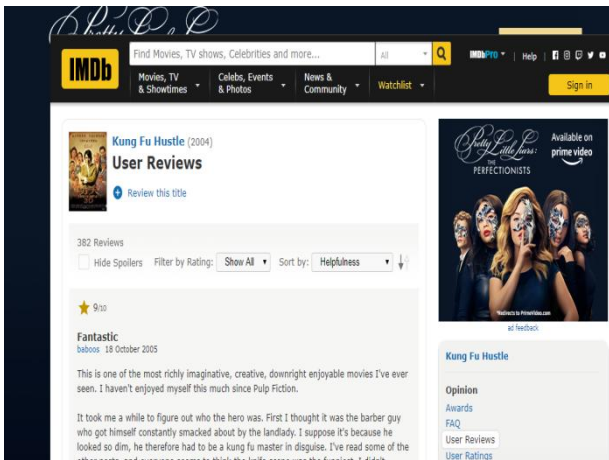 Pretty
IMDb
Find Movies, TV shows, Celebrities and more...
All
IMDbPro
Help
Movies, TV
& Showtimes
Celebs, Events
& Photos
News &
Community
Watchlist
Sign in
Kung Fu Hustle (2004)
User Reviews
Review this title
382 Reviews
Hide Spoilers Filter by Rating: Show All Sort by: Helpfulness
9/10
Fantastic
baboos 18 October 2005
This is one of the most richly imaginative, creative, downright enjoyable movies I've ever
seen. I haven't enjoyed myself this much since Pulp Fiction.
It took me a while to figure out who the hero was. First I thought it was the barber guy
who got himself constantly smacked about by the landlady. I suppose it's because he
looked so dim, he therefore had to be a kung fu master in disguise. I've read some of the
Pretty Little Liars:
THE
PERFECTIONISTS
Available on
prime video
*Redirects to PrimeVideo.com
ad feedback
Kung Fu Hustle
Opinion
Awards
FAQ
User Reviews
User Ratings